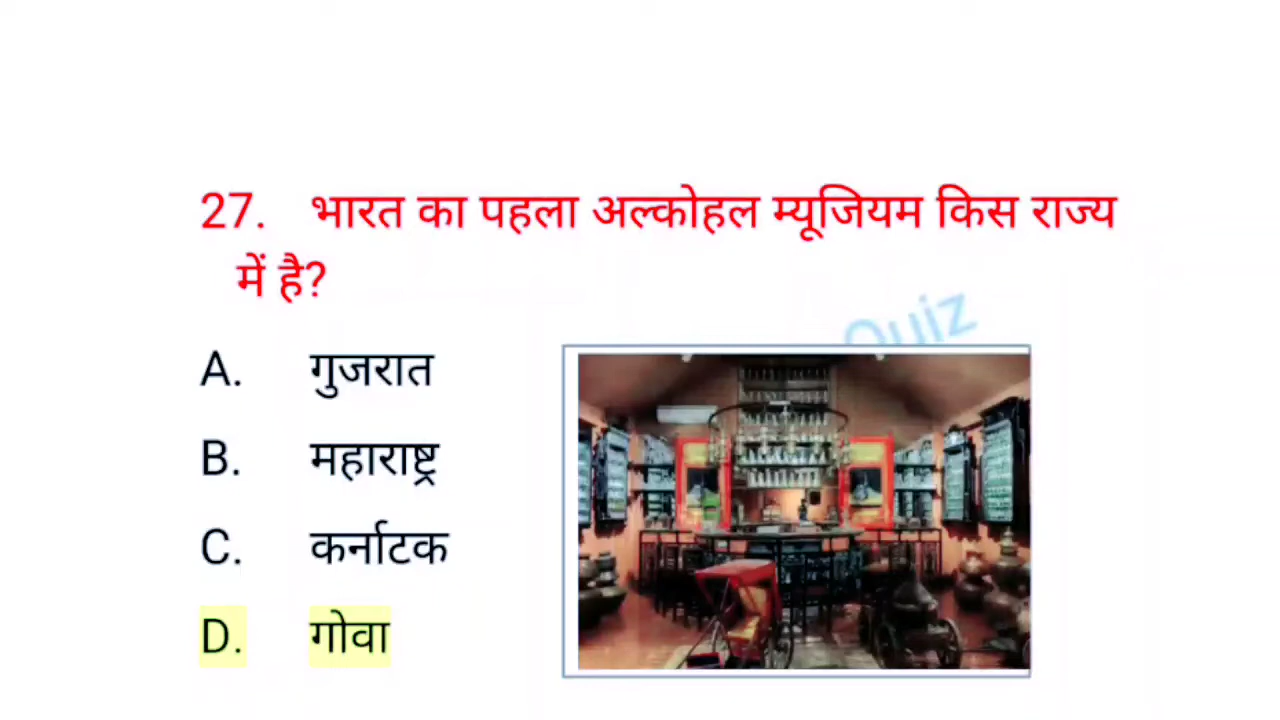 27. भारत का पहला अल्कोहल म्यूजियम किस राज्य
में है?
Quiz
A. गुजरात
B. महाराष्ट्र
C. कर्नाटक
D. गोवा